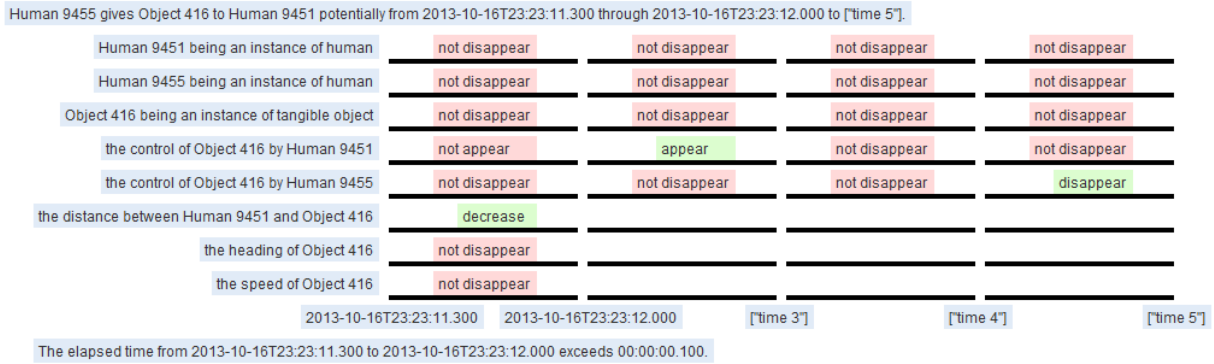 Human 9455 gives Object 416 to Human 9451 potentially from 2013-10-16T23:23:11.300 through 2013-10-16T23:23:12.000 to ["time 5"].
Human 9451 being an instance of human not disappear not disappear not disappear not disappear
Human 9455 being an instance of human not disappear not disappear not disappear not disappear
Object 416 being an instance of tangible object not disappear not disappear not disappear not disappear
the control of Object 416 by Human 9451 not appear appear not disappear not disappear
the control of Object 416 by Human 9455 not disappear not disappear not disappear disappear
the distance between Human 9451 and Object 416 decrease
the heading of Object 416 not disappear
the speed of Object 416 not disappear
2013-10-16T23:23:11.300 2013-10-16T23:23:12.000 ["time 3"] ["time 4"] ["time 5"]
The elapsed time from 2013-10-16T23:23:11.300 to 2013-10-16T23:23:12.000 exceeds 00:00:00.100.